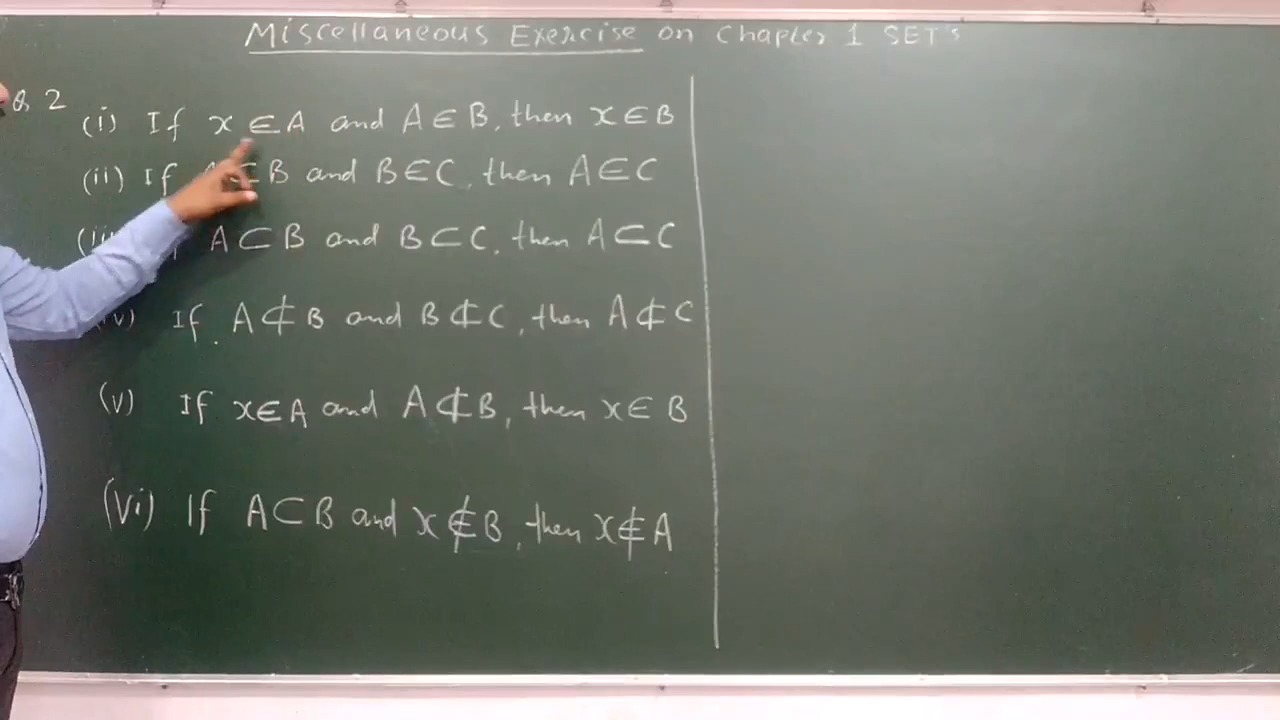 Miscellaneous Exercise on Chapter 1 SET's
Q. 2
(i) If x ∈ A and A ∈ B, then x ∈ B
(ii) If B and B ∈ C, then A ∈ C
A ⊂ B and B ⊂ C, then A ⊂ C
If A ⊄ B and B ⊄ C, then A ⊄ C
(v) If x ∈ A and A ⊄ B, then x ∈ B
(vi) If A ⊂ B and x ∉ B, then x ∉ A